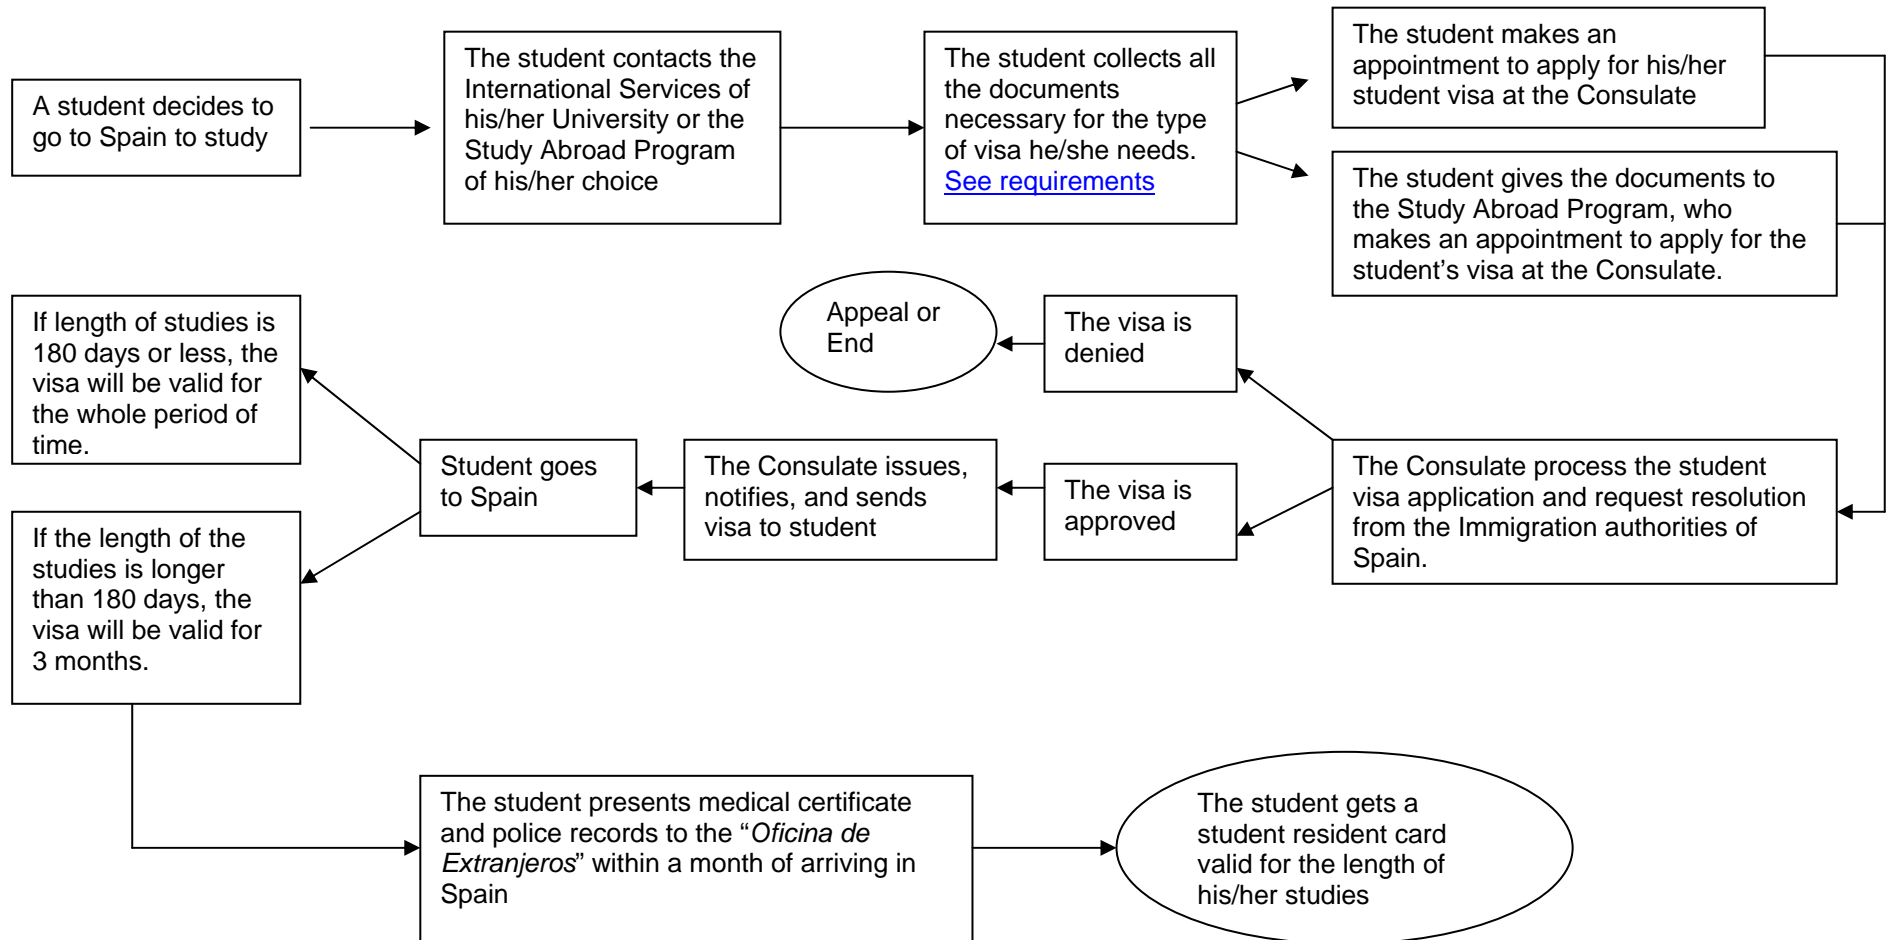 A student decides to
go to Spain to study
The student contacts the
International Services of
his/her University or the
Study Abroad Program
of his/her choice
The student collects all
the documents
necessary for the type
of visa he/she needs.
See requirements
The student makes an
appointment to apply for his/her
student visa at the Consulate
The student gives the documents to
the Study Abroad Program, who
makes an appointment to apply for the
student’s visa at the Consulate.
The Consulate process the student
visa application and request resolution
from the Immigration authorities of
Spain.
The visa is
denied
Appeal or
End
The visa is
approved
The Consulate issues,
notifies, and sends
visa to student
Student goes
to Spain
If length of studies is
180 days or less, the
visa will be valid for
the whole period of
time.
If the length of the
studies is longer
than 180 days, the
visa will be valid for
3 months.
The student presents medical certificate
and police records to the “Oficina de
Extranjeros” within a month of arriving in
Spain
The student gets a
student resident card
valid for the length of
his/her studies